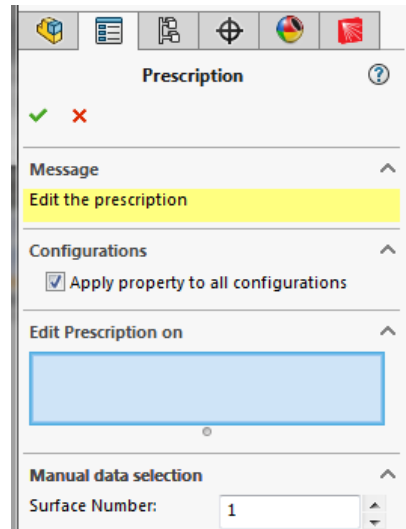 Prescription
Message
Edit the prescription
Configurations
Apply property to all configurations
Edit Prescription on
Manual data selection
Surface Number: 1